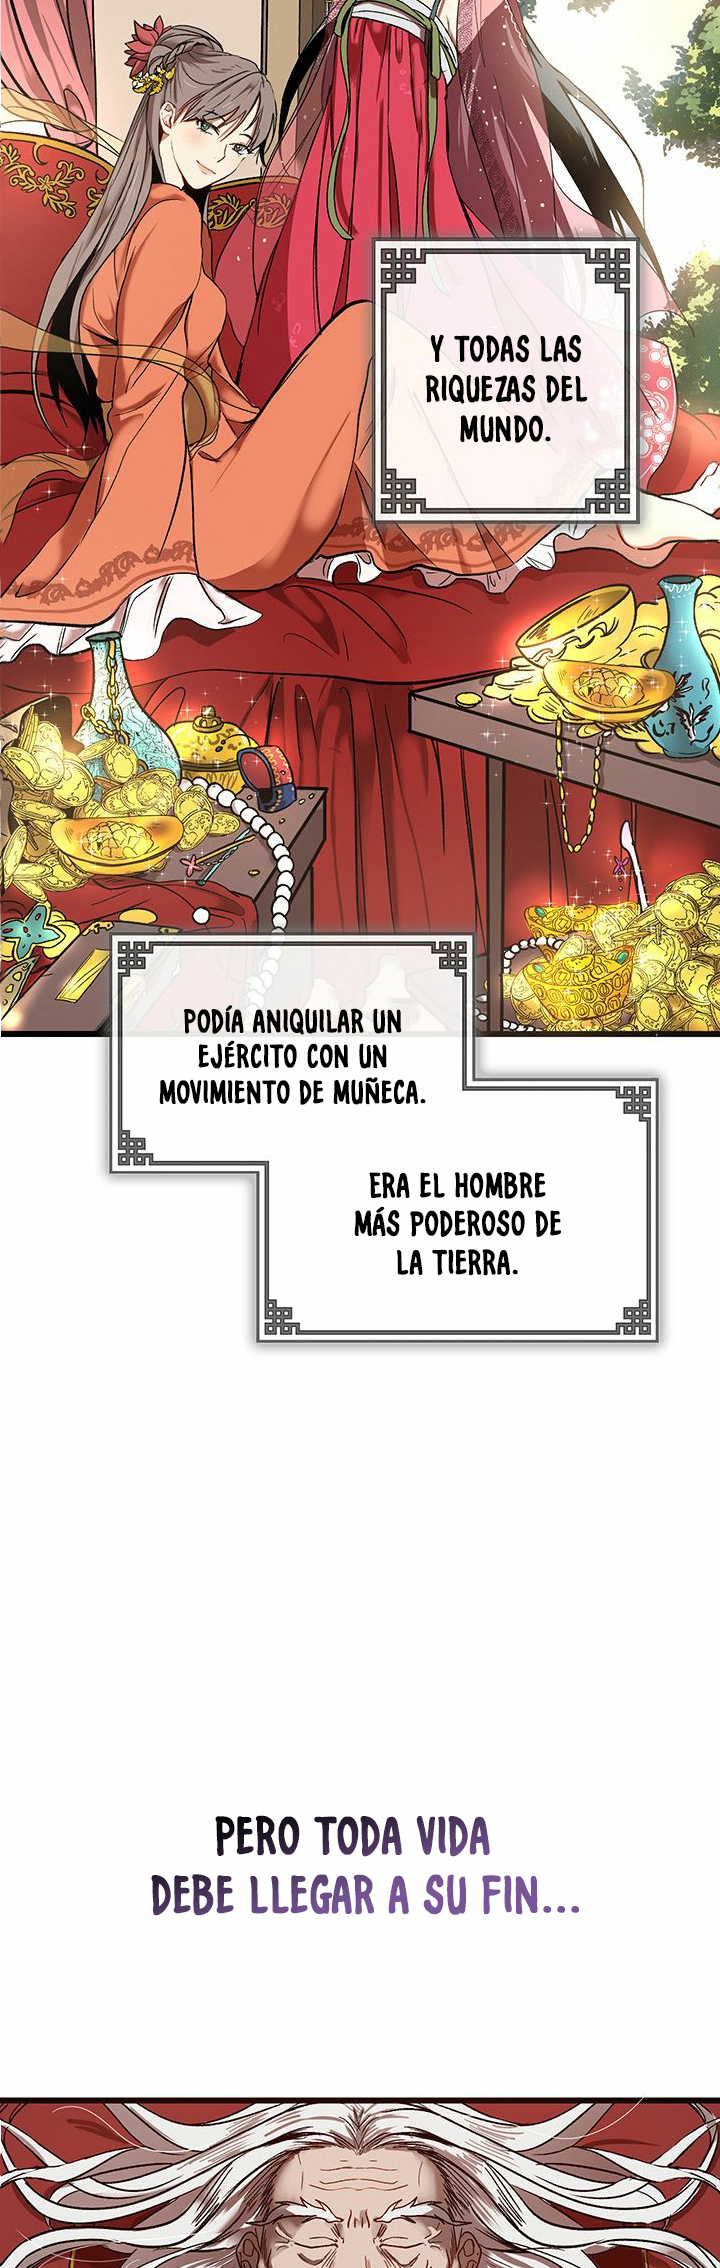 Y TODAS LAS
RIQUEZAS DEL
MUNDO.
PODÍA ANIQUILAR UN
EJÉRCITO CON UN
MOVIMIENTO DE MUÑECA.
ERA EL HOMBRE
MÁS PODEROSO DE
LA TIERRA.
PERO TODA VIDA
DEBE LLEGAR A SU FIN...